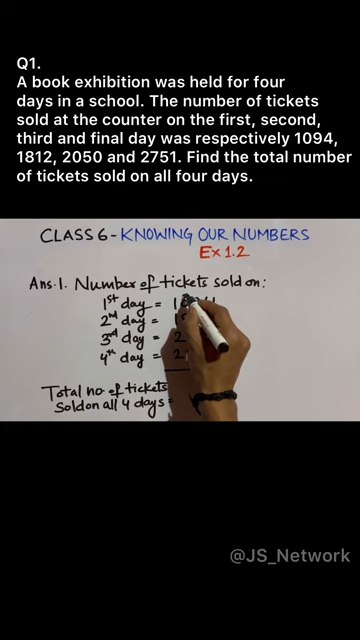 Q1.
A book exhibition was held for four
days in a school. The number of tickets
sold at the counter on the first, second,
third and final day was respectively 1094,
1812, 2050 and 2751. Find the total number
of tickets sold on all four days.
CLASS 6 - KNOWING OUR NUMBERS
Ex 1.2
Ans.1. Number of tickets sold on:
1st day =
2nd day =
3rd day =
4th day =
Total no. of tickets
sold on all 4 days =
@JS_Network